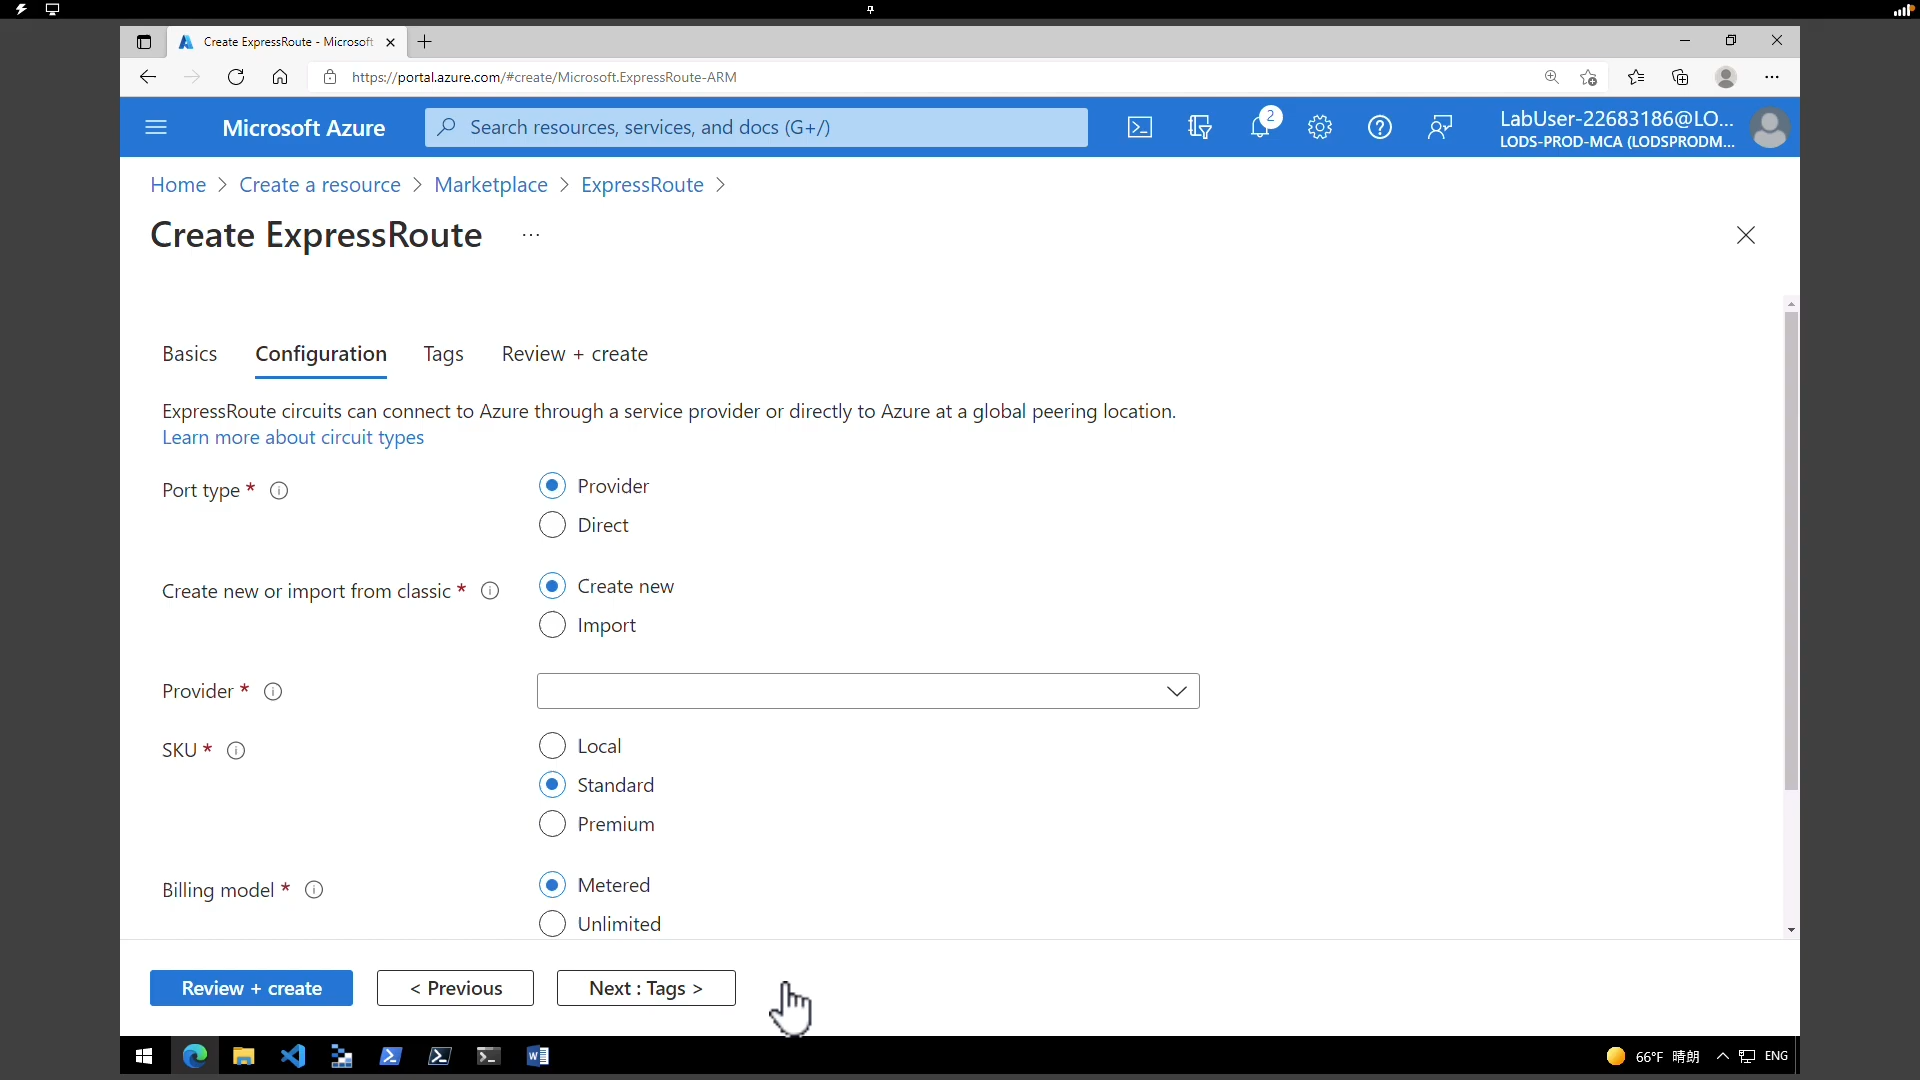 Create ExpressRoute - Microsoft
https://portal.azure.com/#create/Microsoft.ExpressRoute-ARM
Microsoft Azure
Search resources, services, and docs (G+/)
2
LabUser-22683186@LO...
LODS-PROD-MCA (LODSPRODM...
Home > Create a resource > Marketplace > ExpressRoute >
Create ExpressRoute ...
Basics Configuration Tags Review + create
ExpressRoute circuits can connect to Azure through a service provider or directly to Azure at a global peering location.
Learn more about circuit types
Port type *
Provider
Direct
Create new or import from classic *
Create new
Import
Provider *
SKU *
Local
Standard
Premium
Billing model *
Metered
Unlimited
Review + create
< Previous
Next : Tags >
66°F 晴朗
ENG